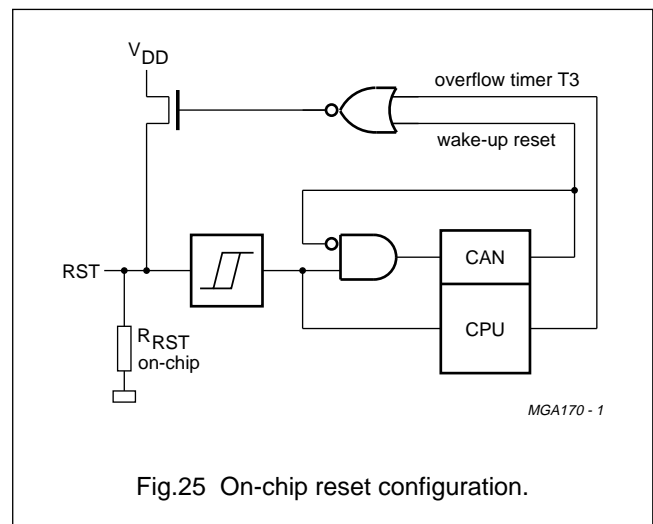 VDD
overflow timer T3
wake-up reset
RST
CAN
CPU
RRST
on-chip
MGA170 - 1
Fig.25 On-chip reset configuration.